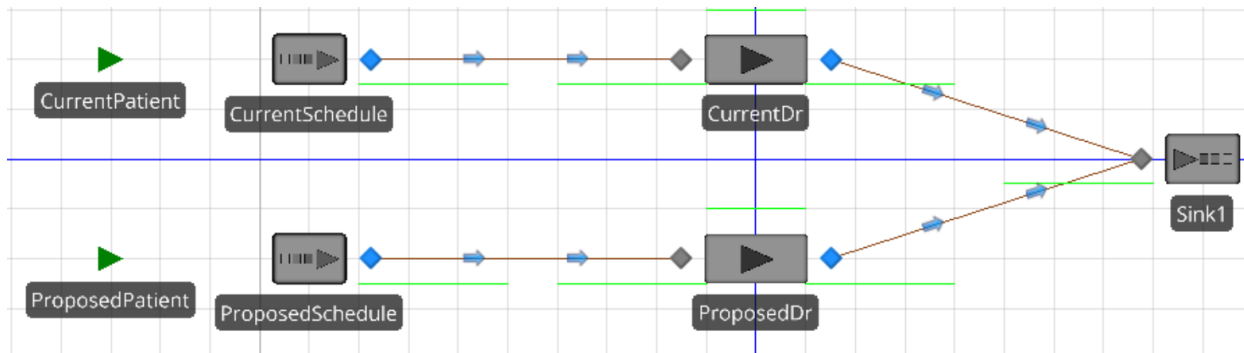 CurrentPatient
CurrentSchedule
CurrentDr
Sink1
ProposedPatient
ProposedSchedule
ProposedDr